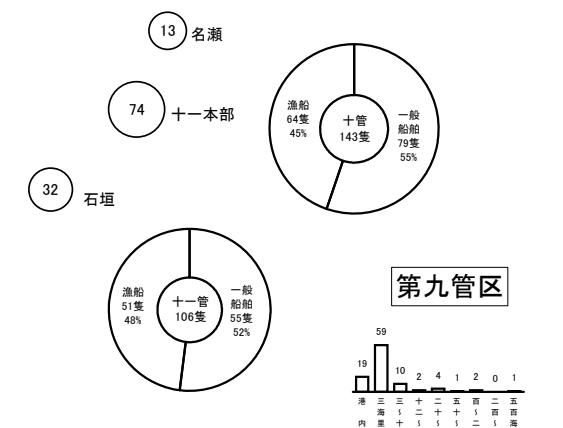 13
名瀬
74
十一本部
32
石垣
漁船
64隻
45%
十管
143隻
一般
船舶
79隻
55%
漁船
51隻
48%
十一管
106隻
一般
船舶
55隻
52%
第九管区
19
59
10
2
4
1
2
0
1
港内
三海里
三~十
十二~
二十~
五十~
百~二
二百~
五百海